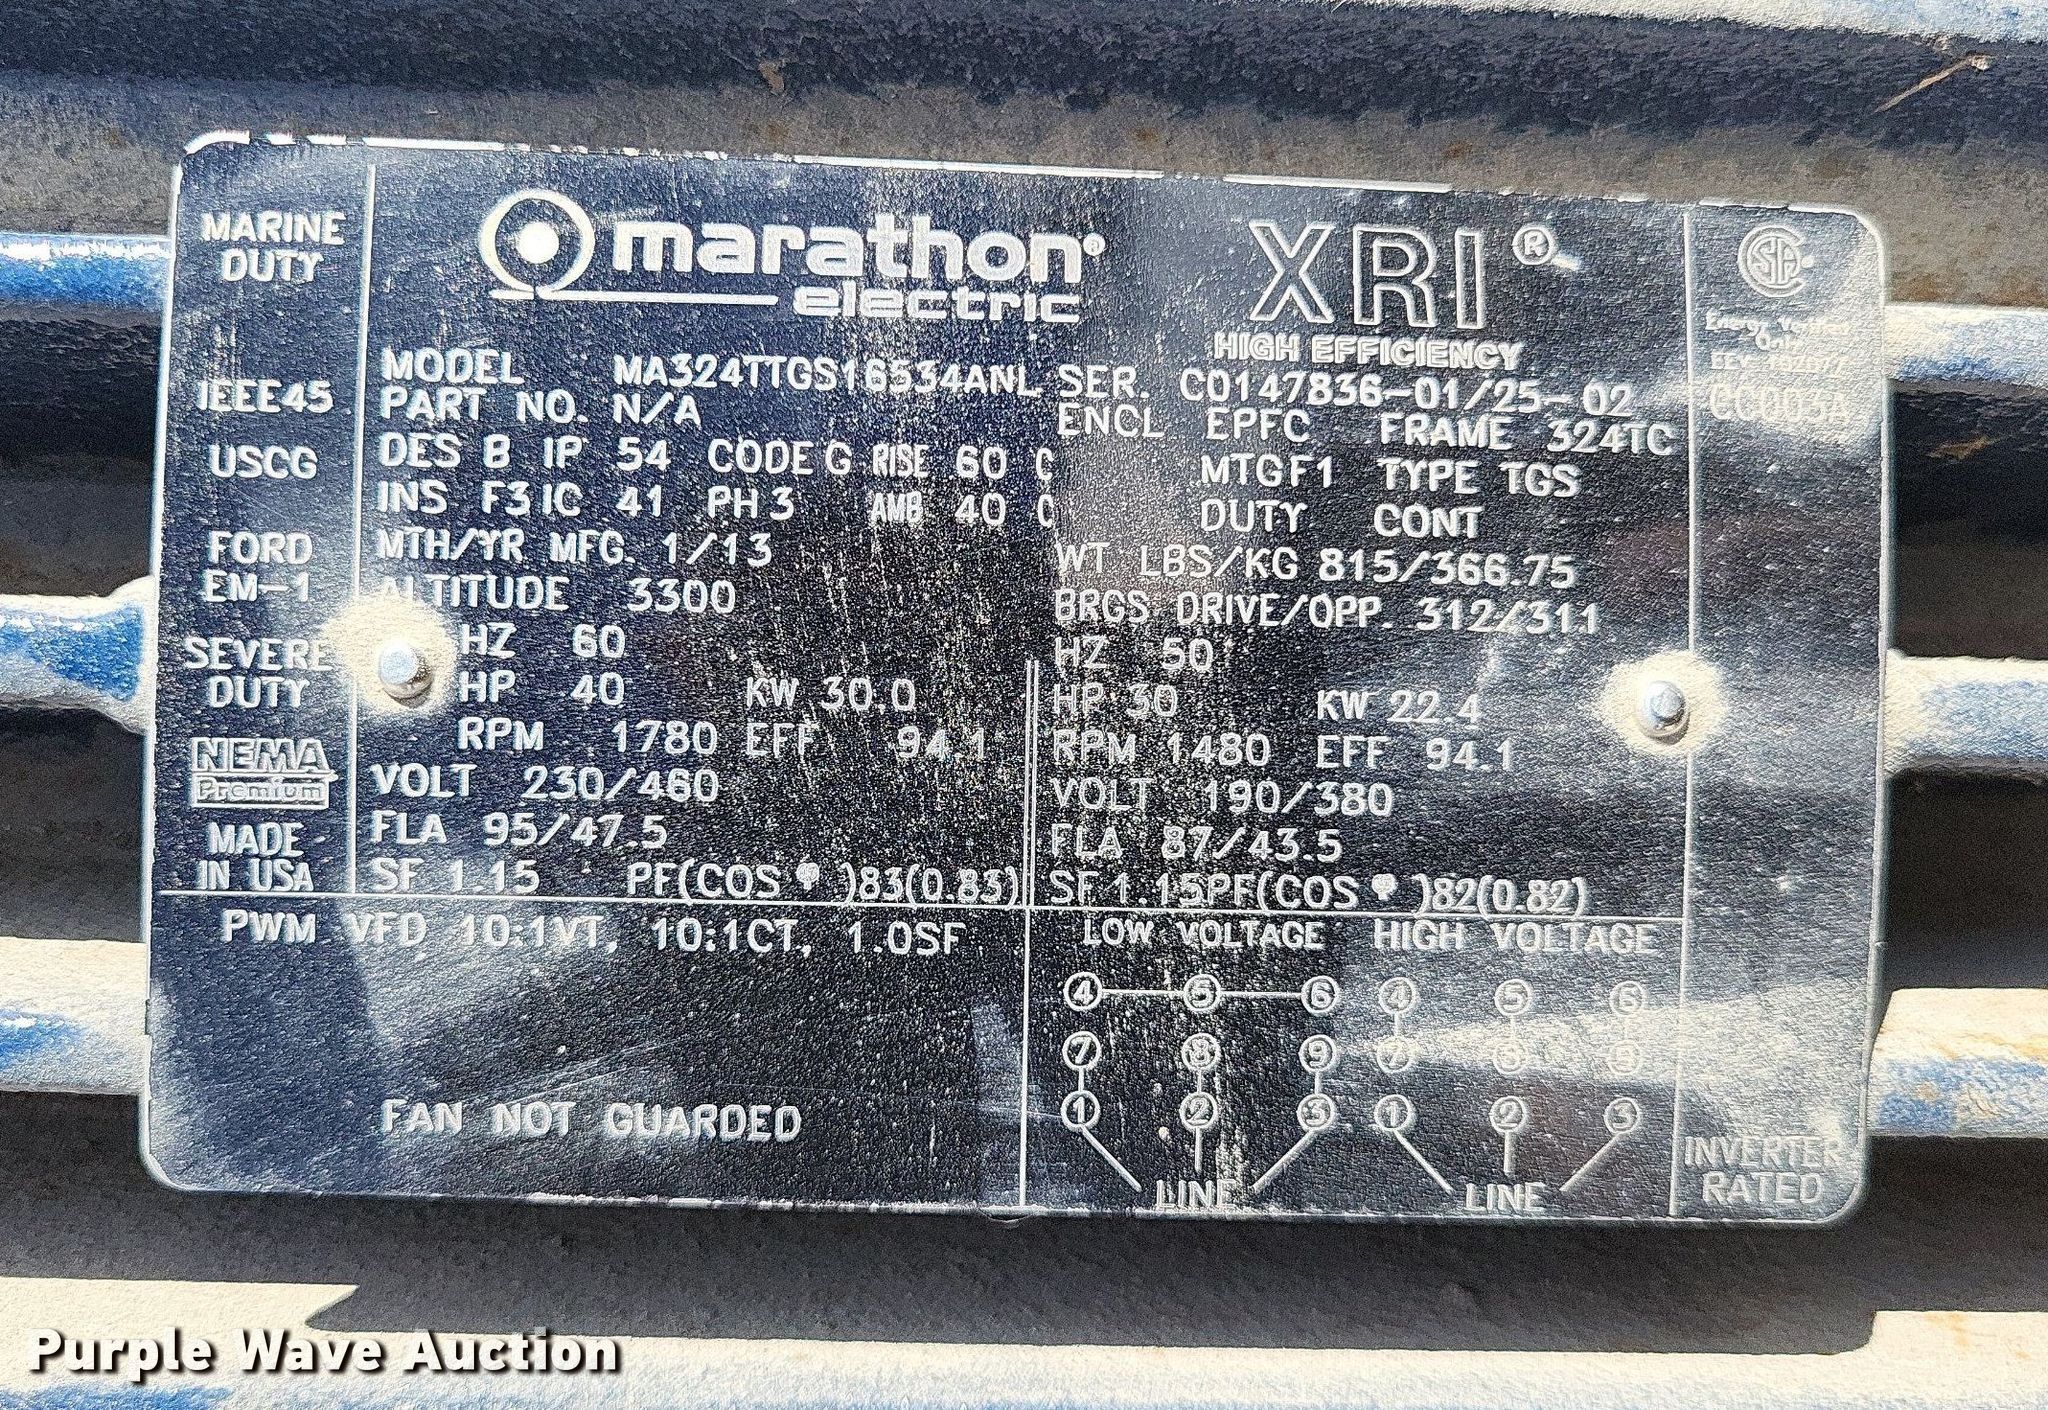 MARINE
DUTY
IEEE45
USCG
FORD
EM-1
SEVERE
DUTY
NEMA
Premium
MADE
IN USA
marathon®
electric
XRI®
HIGH EFFICIENCY
MODEL MA324TTGS16534ANL SER. C0147836-01/25-02
PART NO. N/A ENCL EPFC FRAME 324TC
DES B IP 54 CODE G RISE 60 C MTG F1 TYPE TGS
INS F3 IC 41 PH 3 AMB 40 C DUTY CONT
MTH/YR MFG. 1/13 WT LBS/KG 815/366.75
ALTITUDE 3300 BRGS DRIVE/OPP. 312/311
HZ 60
HP 40 KW 30.0
RPM 1780 EFF 94.1
VOLT 230/460
FLA 95/47.5
SF 1.15 PF(COS φ )83(0.83)
HZ 50
HP 30 KW 22.4
RPM 1480 EFF 94.1
VOLT 190/380
FLA 87/43.5
SF 1.15 PF(COS φ )82(0.82)
PWM VFD 10:1VT, 10:1CT, 1.0SF
FAN NOT GUARDED
LOW VOLTAGE HIGH VOLTAGE
4 5 6 4 5 6
7 8 9 7 8 9
1 2 3 1 2 3
LINE LINE
Energy Verified
Only
CC003A
INVERTER
RATED
Purple Wave Auction